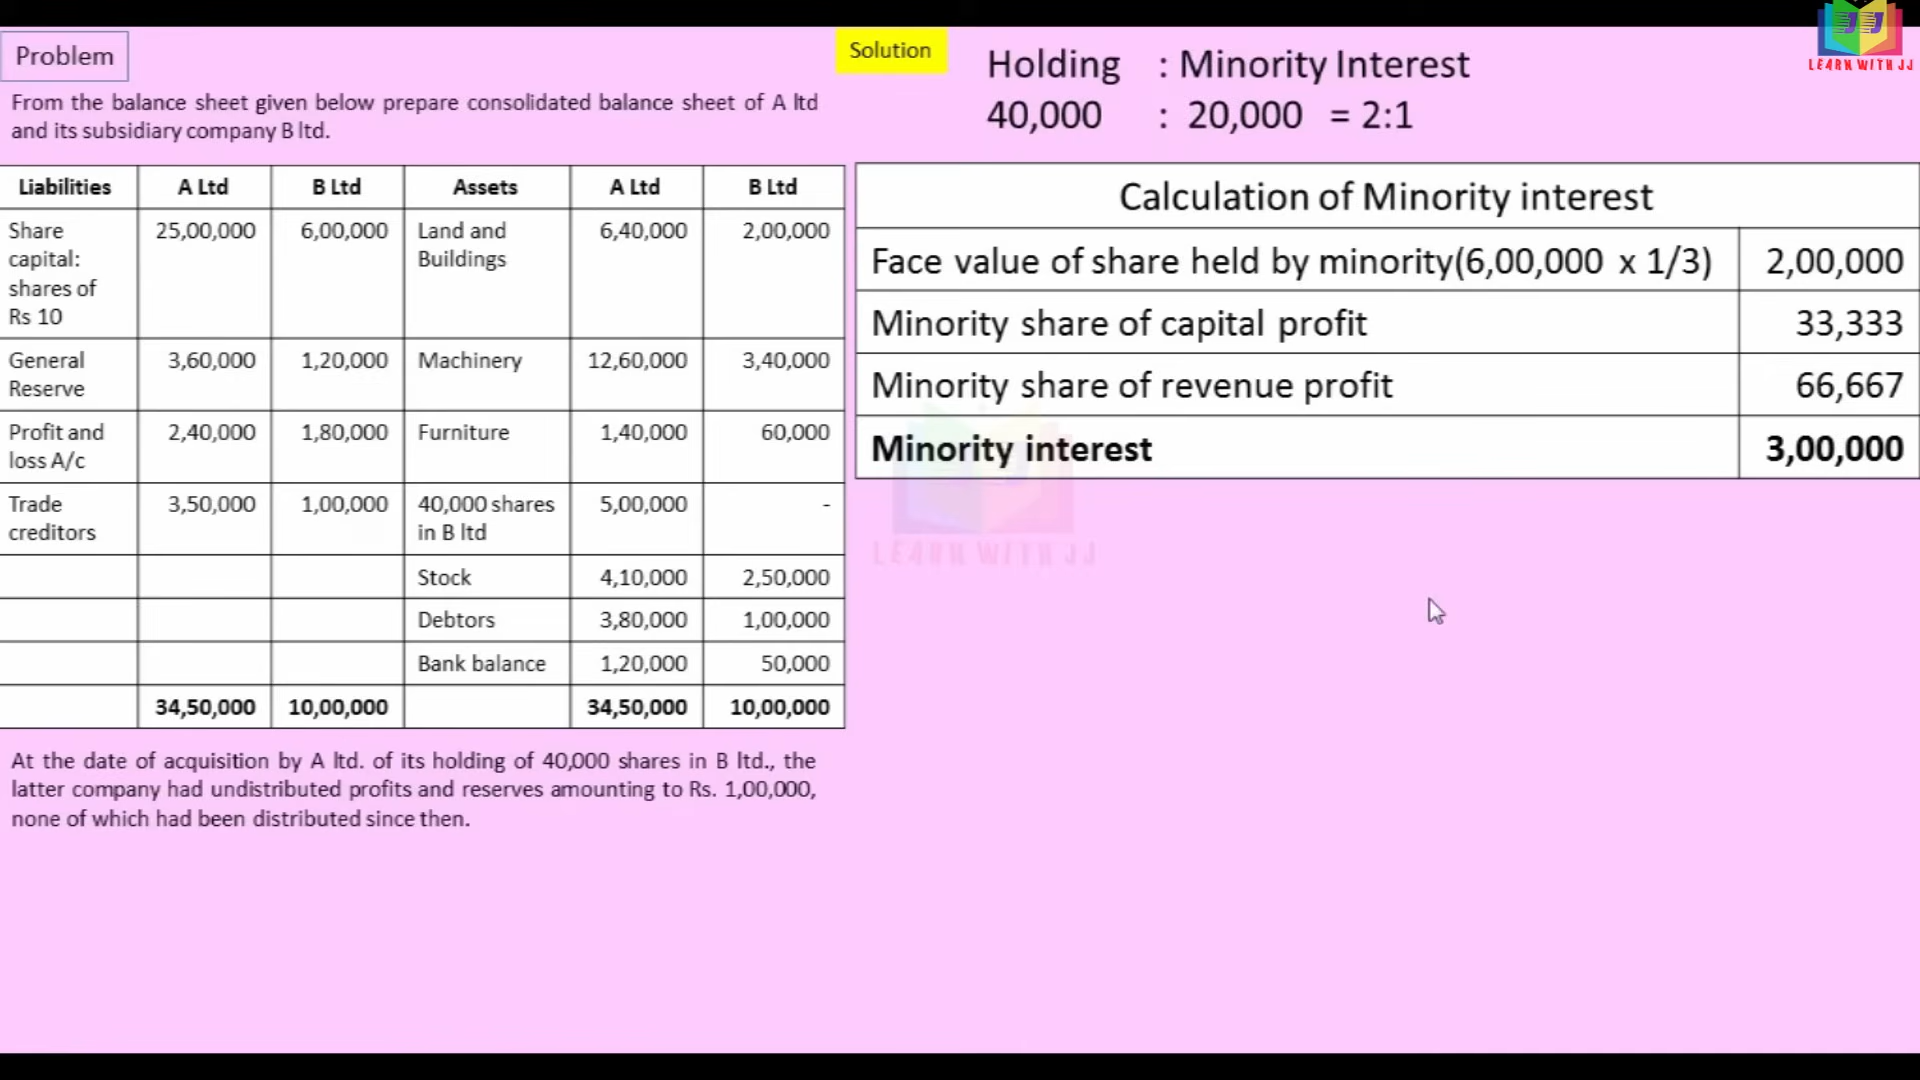 Problem
From the balance sheet given below prepare consolidated balance sheet of A ltd
and its subsidiary company B ltd.
Liabilities A Ltd B Ltd Assets A Ltd B Ltd
Share capital: shares of Rs 10 25,00,000 6,00,000 Land and Buildings 6,40,000 2,00,000
General Reserve 3,60,000 1,20,000 Machinery 12,60,000 3,40,000
Profit and loss A/c 2,40,000 1,80,000 Furniture 1,40,000 60,000
Trade creditors 3,50,000 1,00,000 40,000 shares in B ltd 5,00,000 -
Stock 4,10,000 2,50,000
Debtors 3,80,000 1,00,000
Bank balance 1,20,000 50,000
34,50,000 10,00,000 34,50,000 10,00,000
At the date of acquisition by A ltd. of its holding of 40,000 shares in B ltd., the
latter company had undistributed profits and reserves amounting to Rs. 1,00,000,
none of which had been distributed since then.
Solution
Holding : Minority Interest
40,000 : 20,000 = 2:1
Calculation of Minority interest
Face value of share held by minority(6,00,000 x 1/3) 2,00,000
Minority share of capital profit 33,333
Minority share of revenue profit 66,667
Minority interest 3,00,000
LEARN WITH JJ
JJ
LEARN WITH JJ